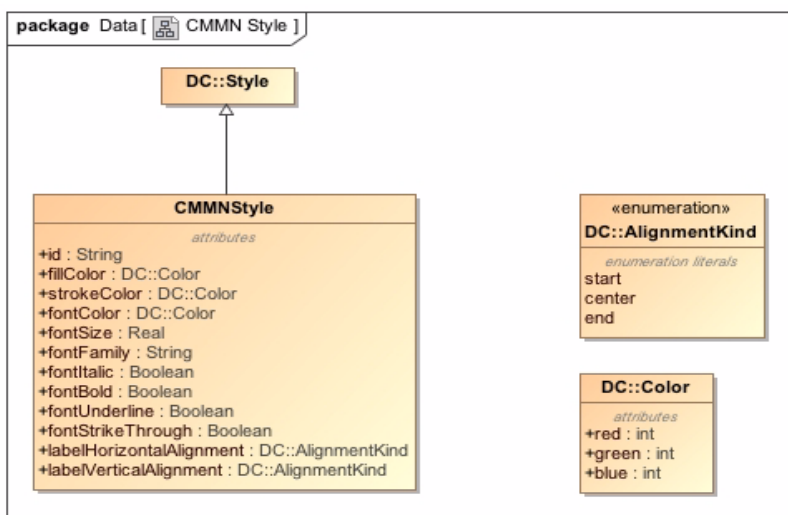 package Data [ CMMN Style ]
DC::Style
CMMNStyle
attributes
+id : String
+fillColor : DC::Color
+strokeColor : DC::Color
+fontColor : DC::Color
+fontSize : Real
+fontFamily : String
+fontItalic : Boolean
+fontBold : Boolean
+fontUnderline : Boolean
+fontStrikeThrough : Boolean
+labelHorizontalAlignment : DC::AlignmentKind
+labelVerticalAlignment : DC::AlignmentKind
«enumeration»
DC::AlignmentKind
enumeration literals
start
center
end
DC::Color
attributes
+red : int
+green : int
+blue : int